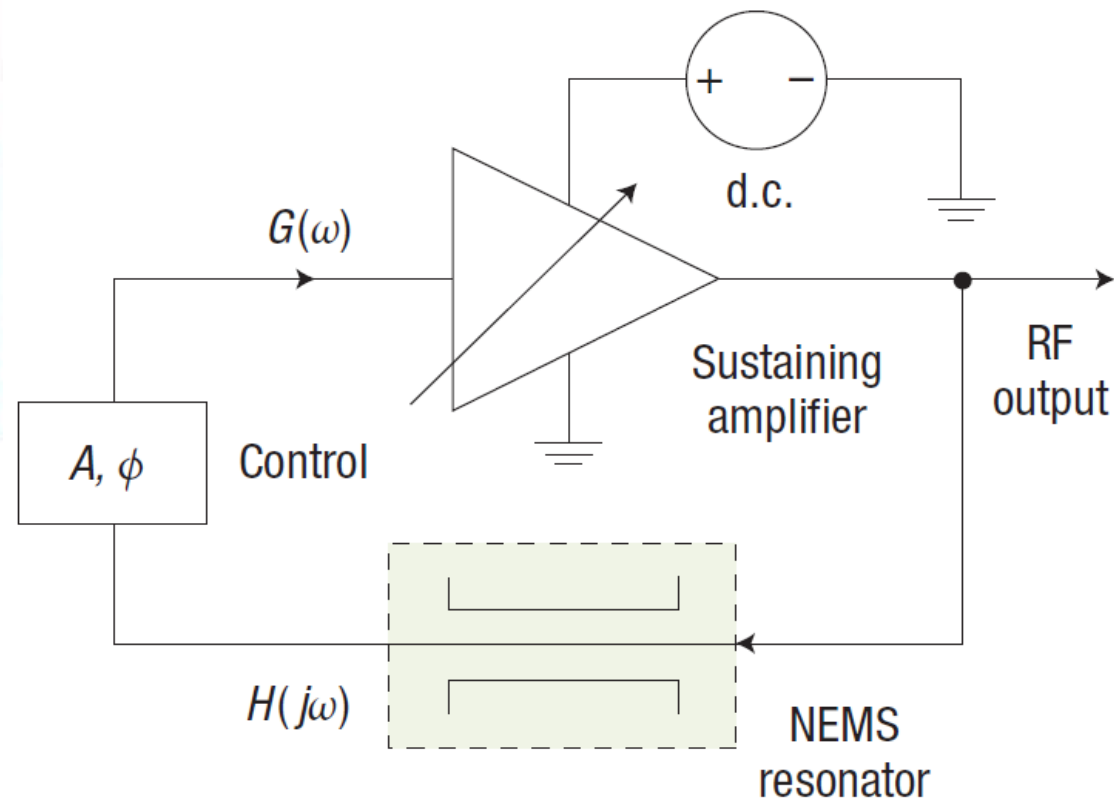 + −
d.c.
G(ω)
Sustaining
amplifier
RF
output
A, ϕ
Control
H(jω)
NEMS
resonator